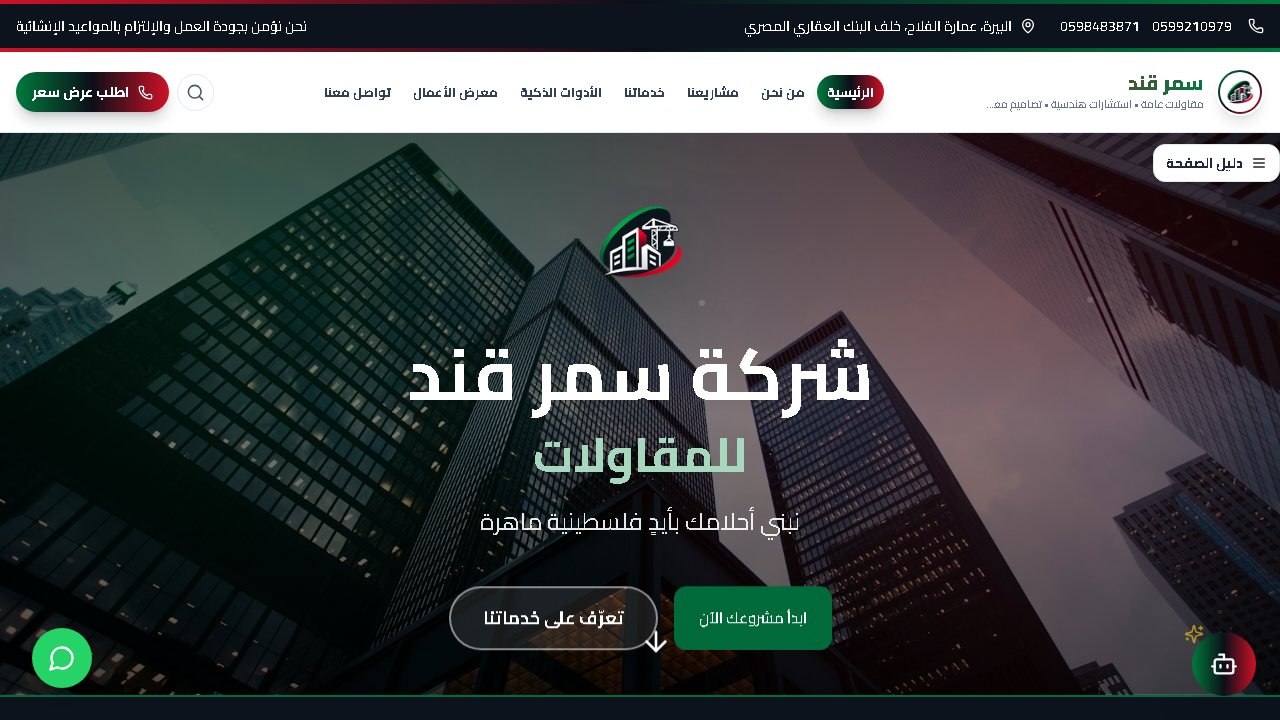 0599210979 0598483871 البيرة، عمارة الفلاح، خلف البنك العقاري المصري
نحن نؤمن بجودة العمل والإلتزام بالمواعيد الإنشائية
سمر قند
مقاولات عامة • استشارات هندسية • تصاميم مع...
الرئيسية من نحن مشاريعنا خدماتنا الأدوات الذكية معرض الأعمال تواصل معنا
اطلب عرض سعر
دليل الصفحة
شركة سمر قند
للمقاولات
نبني أحلامك بأيدٍ فلسطينية ماهرة
ابدأ مشروعك الآن
تعرّف على خدماتنا